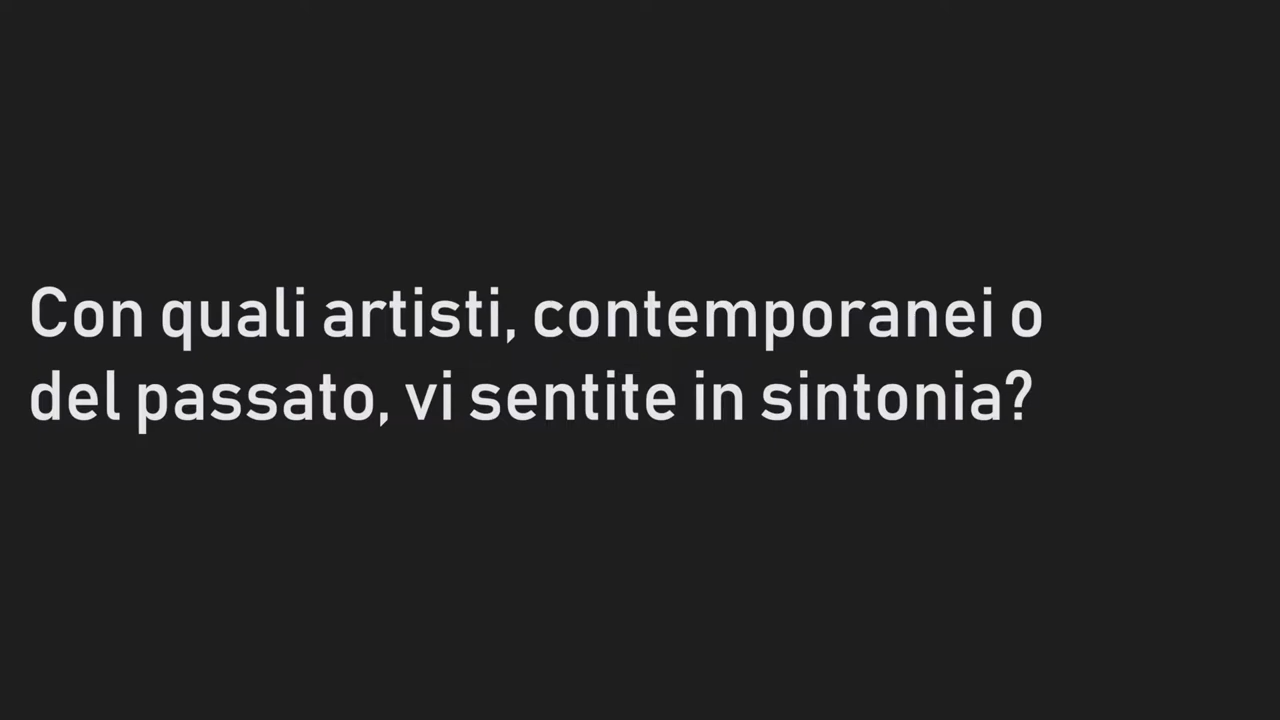 Con quali artisti, contemporanei o
del passato, vi sentite in sintonia?